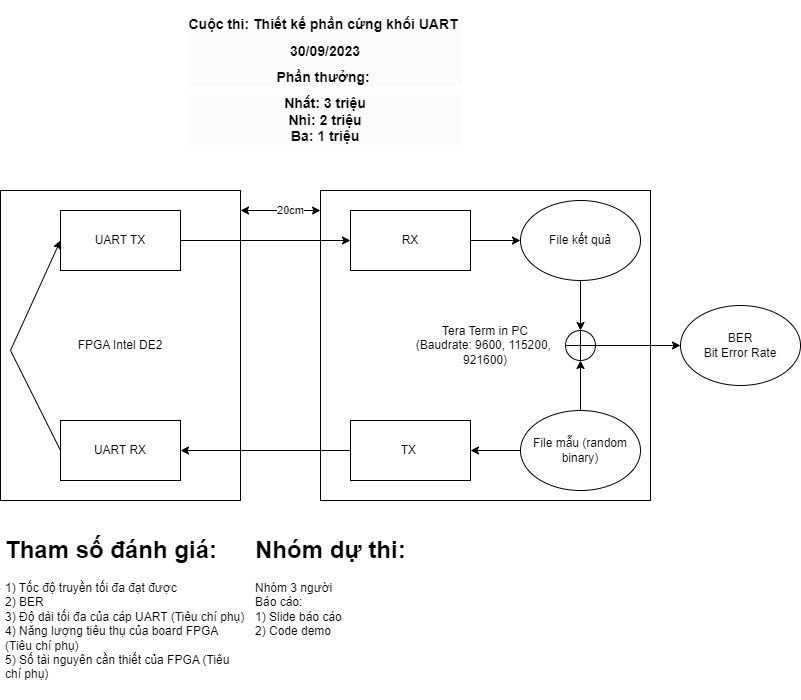 Cuộc thi: Thiết kế phần cứng khối UART
30/09/2023
Phần thưởng:
Nhất: 3 triệu
Nhì: 2 triệu
Ba: 1 triệu
20cm
UART TX
RX
File kết quả
FPGA Intel DE2
Tera Term in PC
(Baudrate: 9600, 115200,
921600)
BER
Bit Error Rate
UART RX
TX
File mẫu (random
binary)
Tham số đánh giá:
1) Tốc độ truyền tối đa đạt được
2) BER
3) Độ dài tối đa của cáp UART (Tiêu chí phụ)
4) Năng lượng tiêu thụ của board FPGA
(Tiêu chí phụ)
5) Số tài nguyên cần thiết của FPGA (Tiêu
chí phụ)
Nhóm dự thi:
Nhóm 3 người
Báo cáo:
1) Slide báo cáo
2) Code demo